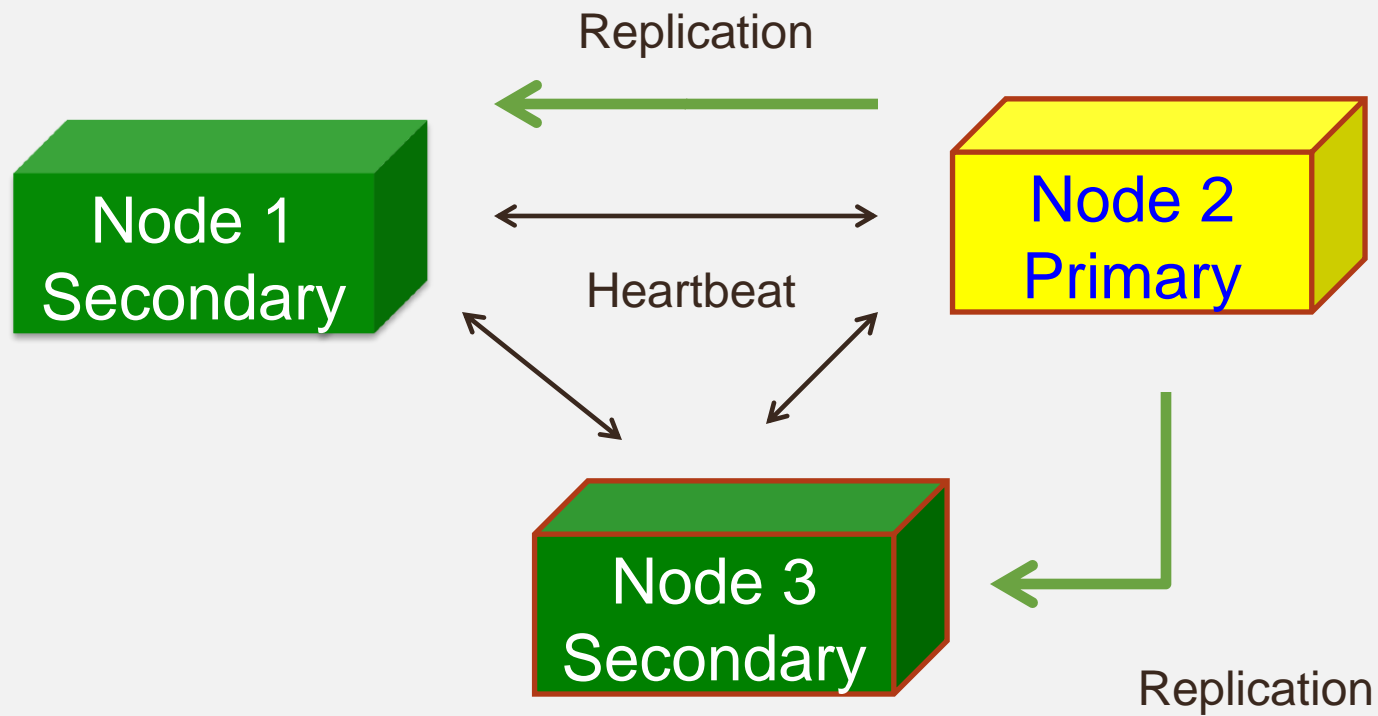 Replication
Node 1
Secondary
Node 2
Primary
Heartbeat
Node 3
Secondary
Replication